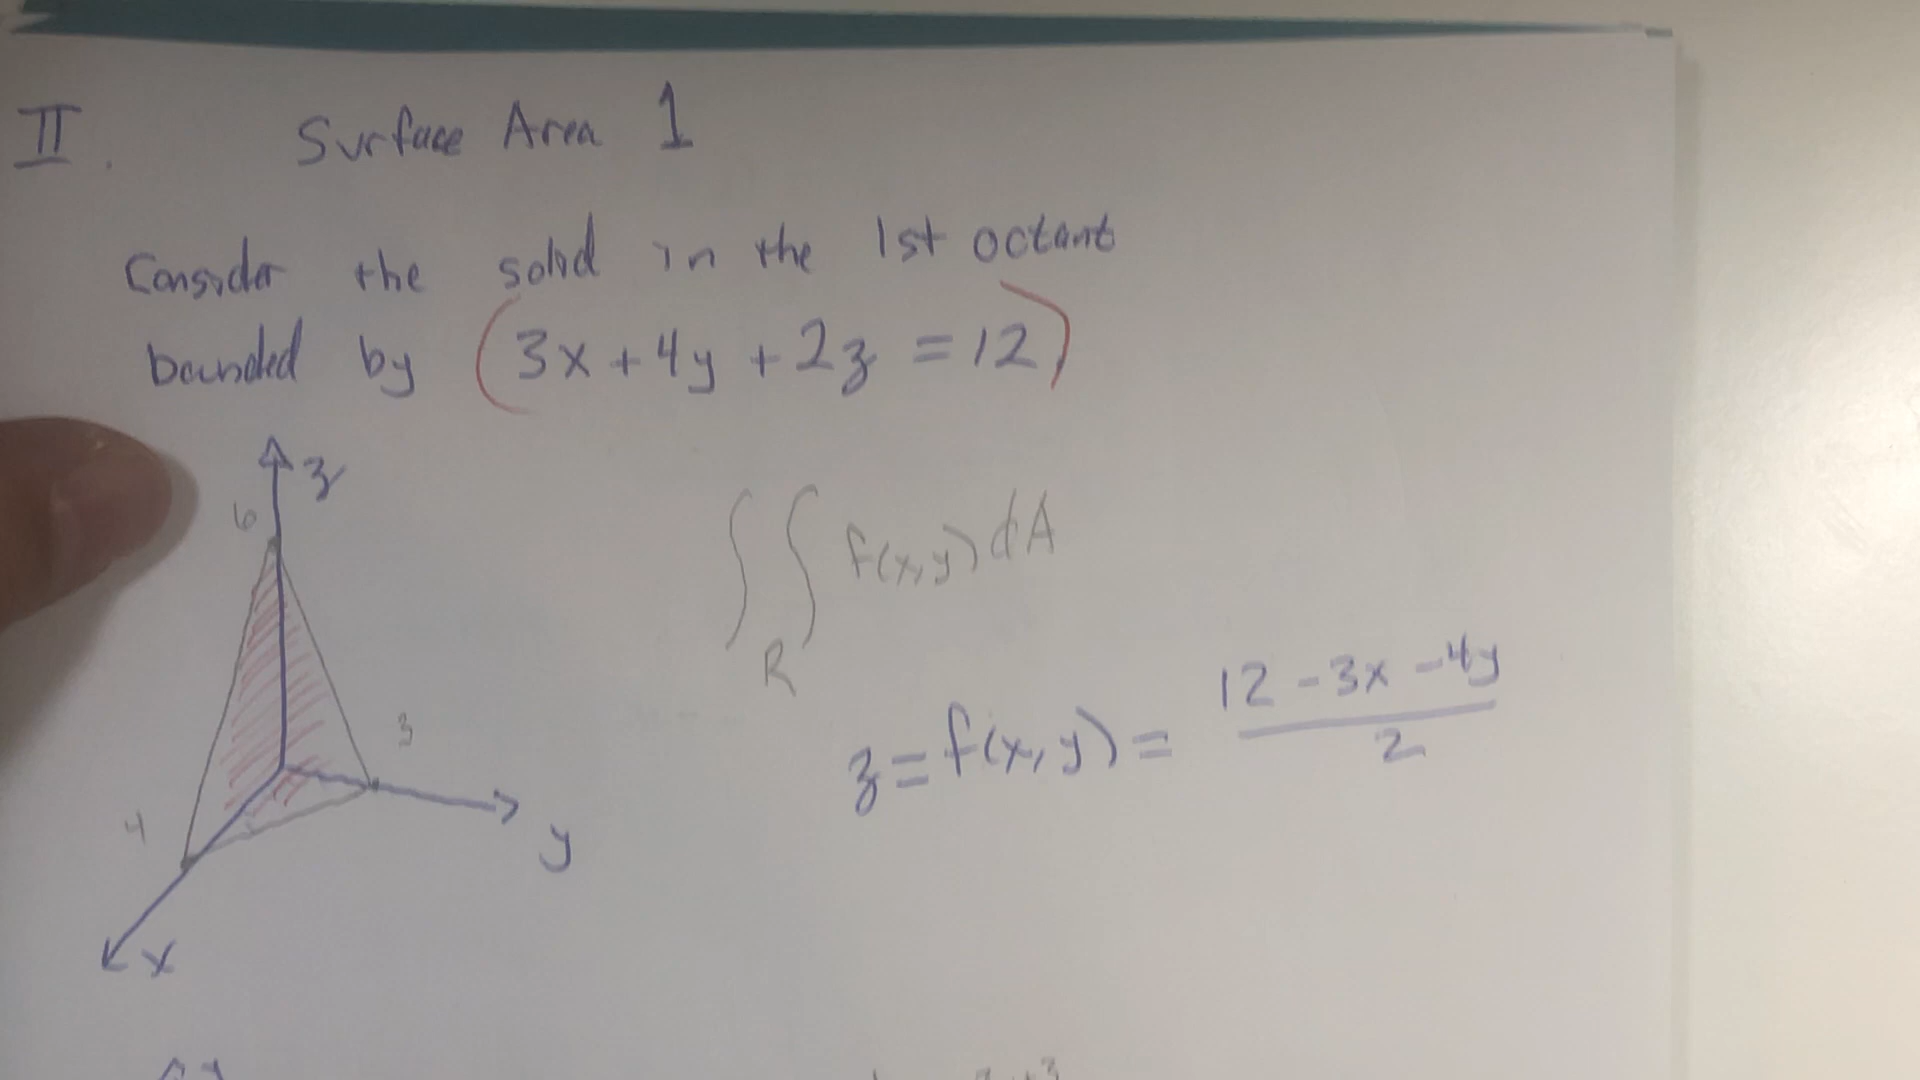 II. Surface Area 1
Consider the solid in the 1st octant
bounded by (3x + 4y + 2z = 12)
z
6
∫∫ f(x,y) dA
R
12 - 3x - 4y
z = f(x,y) =
2
3
4
y
x